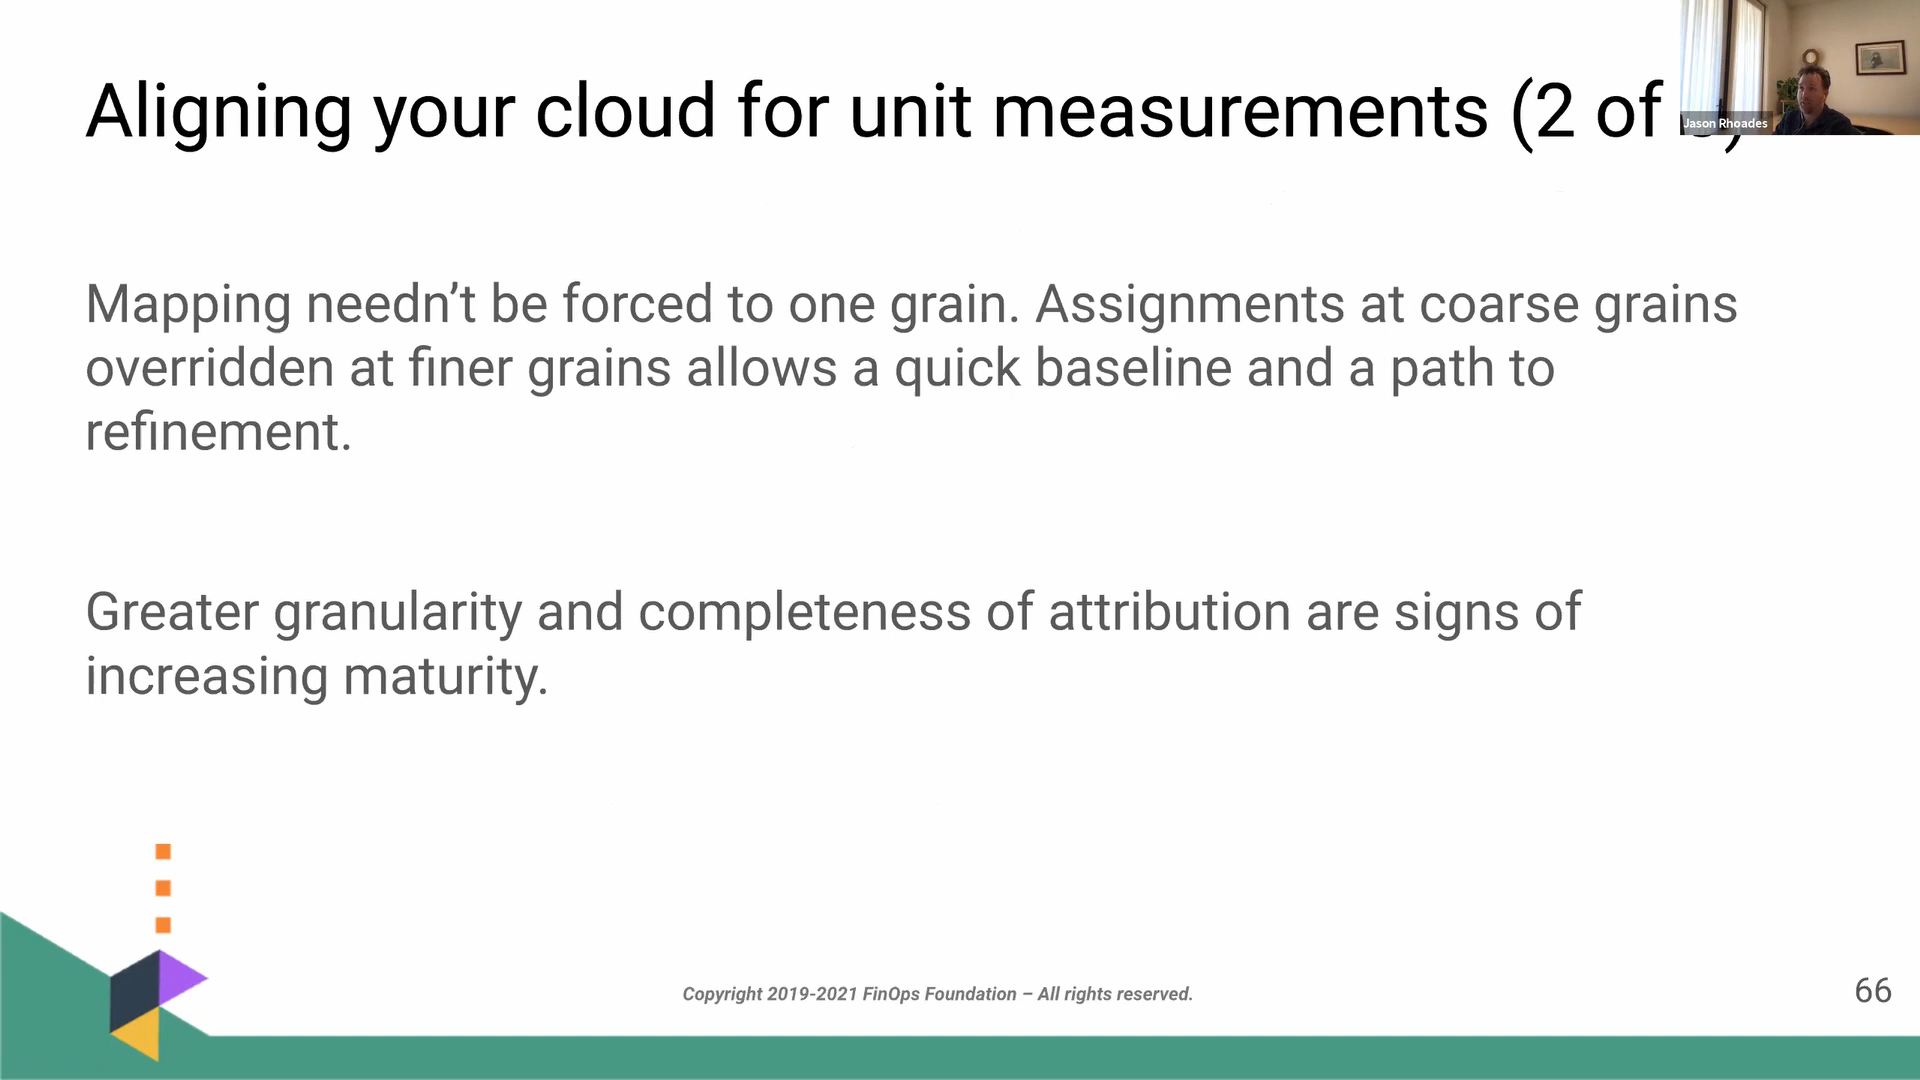 Aligning your cloud for unit measurements (2 of
Jason Rhoades
Mapping needn’t be forced to one grain. Assignments at coarse grains
overridden at finer grains allows a quick baseline and a path to
refinement.
Greater granularity and completeness of attribution are signs of
increasing maturity.
Copyright 2019-2021 FinOps Foundation – All rights reserved.
66